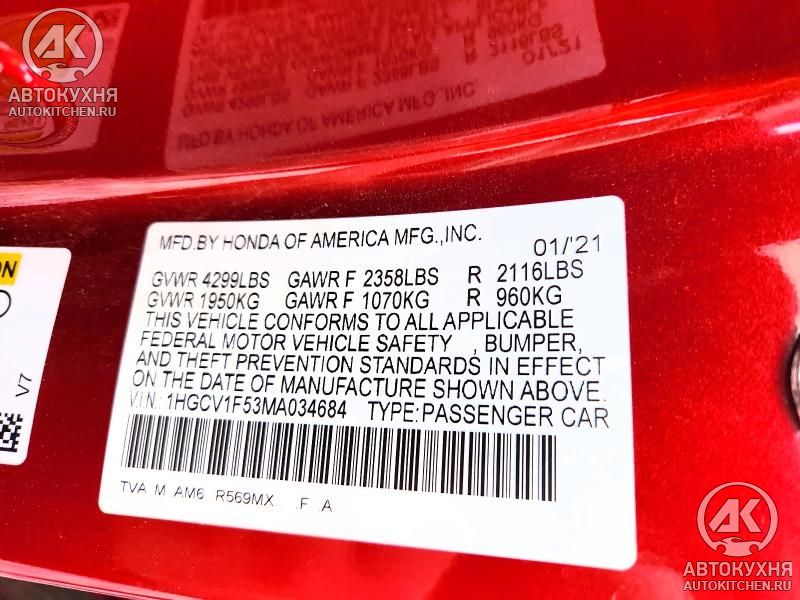 АВТОКУХНЯ
AUTOKITCHEN.RU
MFD.BY HONDA OF AMERICA MFG.,INC. 01/'21
GVWR 4299LBS GAWR F 2358LBS R 2116LBS
GVWR 1950KG GAWR F 1070KG R 960KG
THIS VEHICLE CONFORMS TO ALL APPLICABLE
FEDERAL MOTOR VEHICLE SAFETY , BUMPER,
AND THEFT PREVENTION STANDARDS IN EFFECT
ON THE DATE OF MANUFACTURE SHOWN ABOVE.
V.I.N.: 1HGCV1F53MA034684 TYPE:PASSENGER CAR
TVA M AM6 R569MX .F .A
V7
АВТОКУХНЯ
AUTOKITCHEN.RU